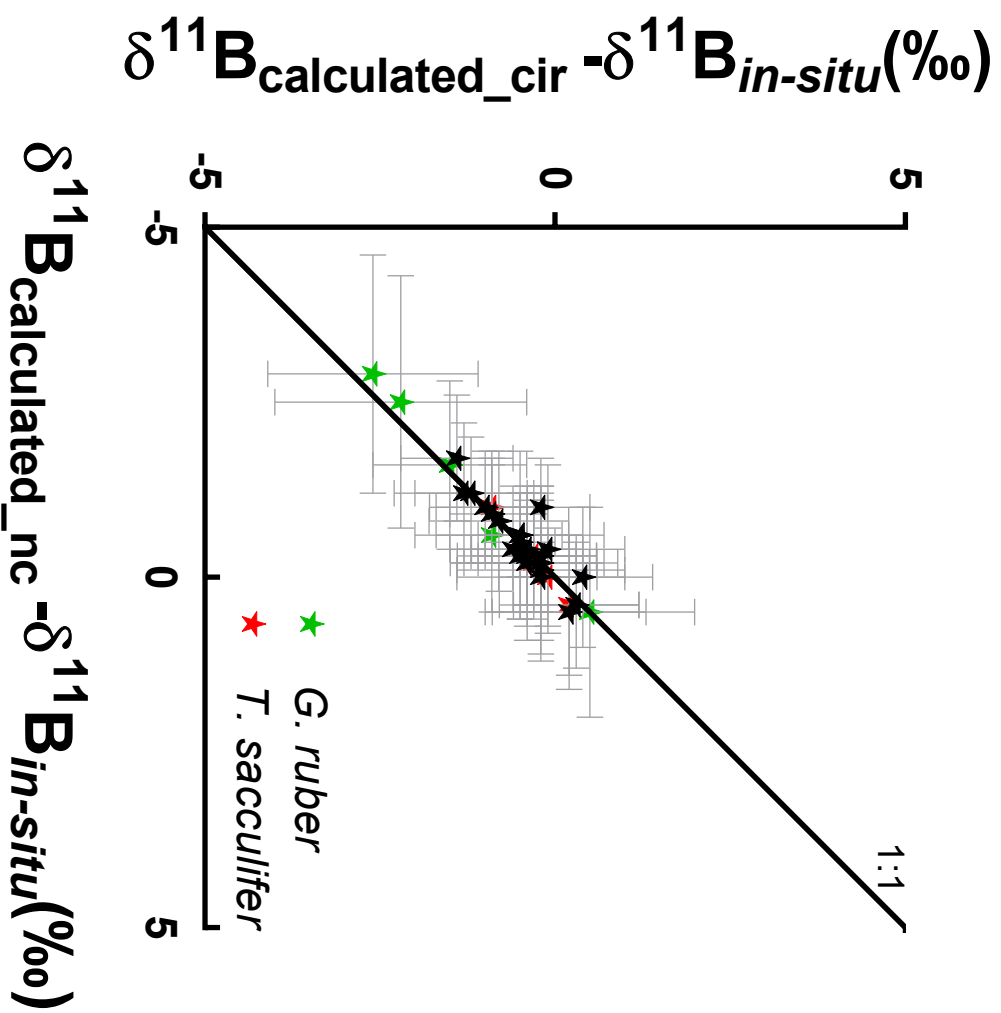 δ¹¹Bcalculated_cir -δ¹¹Bin-situ(‰)
-5
0
5
-5
0
5
1:1
G. ruber
T. sacculifer
δ¹¹Bcalculated_nc -δ¹¹Bin-situ(‰)